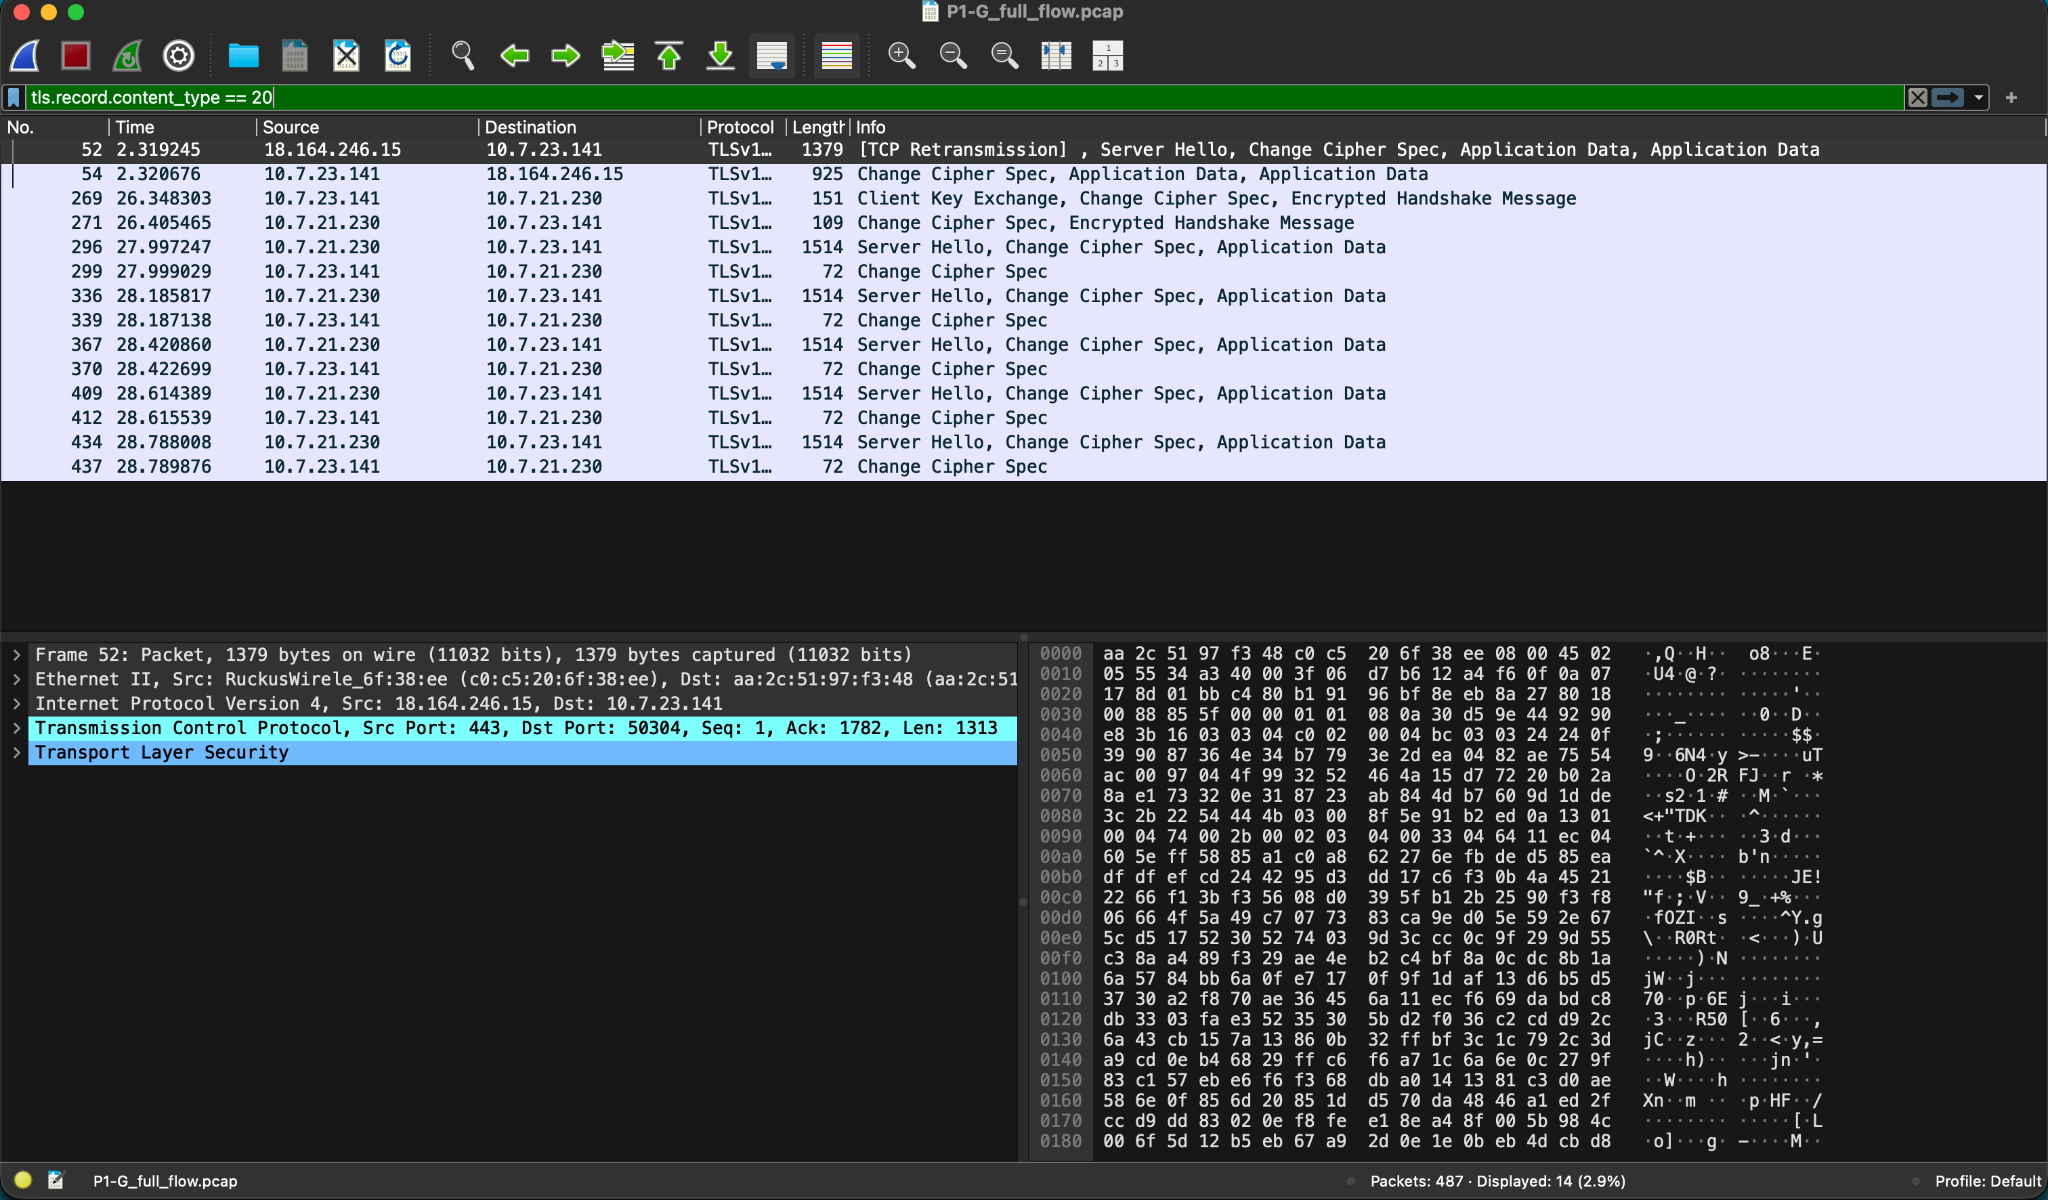 P1-G_full_flow.pcap
tls.record.content_type == 20
No. Time Source Destination Protocol Length Info
52 2.319245 18.164.246.15 10.7.23.141 TLSv1… 1379 [TCP Retransmission] , Server Hello, Change Cipher Spec, Application Data, Application Data
54 2.320676 10.7.23.141 18.164.246.15 TLSv1… 925 Change Cipher Spec, Application Data, Application Data
269 26.348303 10.7.23.141 10.7.21.230 TLSv1… 151 Client Key Exchange, Change Cipher Spec, Encrypted Handshake Message
271 26.405465 10.7.21.230 10.7.23.141 TLSv1… 109 Change Cipher Spec, Encrypted Handshake Message
296 27.997247 10.7.21.230 10.7.23.141 TLSv1… 1514 Server Hello, Change Cipher Spec, Application Data
299 27.999029 10.7.23.141 10.7.21.230 TLSv1… 72 Change Cipher Spec
336 28.185817 10.7.21.230 10.7.23.141 TLSv1… 1514 Server Hello, Change Cipher Spec, Application Data
339 28.187138 10.7.23.141 10.7.21.230 TLSv1… 72 Change Cipher Spec
367 28.420860 10.7.21.230 10.7.23.141 TLSv1… 1514 Server Hello, Change Cipher Spec, Application Data
370 28.422699 10.7.23.141 10.7.21.230 TLSv1… 72 Change Cipher Spec
409 28.614389 10.7.21.230 10.7.23.141 TLSv1… 1514 Server Hello, Change Cipher Spec, Application Data
412 28.615539 10.7.23.141 10.7.21.230 TLSv1… 72 Change Cipher Spec
434 28.788008 10.7.21.230 10.7.23.141 TLSv1… 1514 Server Hello, Change Cipher Spec, Application Data
437 28.789876 10.7.23.141 10.7.21.230 TLSv1… 72 Change Cipher Spec
Frame 52: Packet, 1379 bytes on wire (11032 bits), 1379 bytes captured (11032 bits)
Ethernet II, Src: RuckusWirele_6f:38:ee (c0:c5:20:6f:38:ee), Dst: aa:2c:51:97:f3:48 (aa:2c:51
Internet Protocol Version 4, Src: 18.164.246.15, Dst: 10.7.23.141
Transmission Control Protocol, Src Port: 443, Dst Port: 50304, Seq: 1, Ack: 1782, Len: 1313
Transport Layer Security
0000 aa 2c 51 97 f3 48 c0 c5 20 6f 38 ee 08 00 45 02 ·,Q··H·· o8···E·
0010 05 55 34 a3 40 00 3f 06 d7 b6 12 a4 f6 0f 0a 07 ·U4·@·?·········
0020 17 8d 01 bb c4 80 b1 91 96 bf 8e eb 8a 27 80 18 ·············'··
0030 00 88 85 5f 00 00 01 01 08 0a 30 d5 9e 44 92 90 ···_······0··D··
0040 e8 3b 16 03 03 04 c0 02 00 04 bc 03 03 24 24 0f ·;···········$$·
0050 39 90 87 36 4e 34 b7 79 3e 2d ea 04 82 ae 75 54 9··6N4·y>-····uT
0060 ac 00 97 04 4f 99 32 52 46 4a 15 d7 72 20 b0 2a ····O·2RFJ··r ·*
0070 8a e1 73 32 0e 31 87 23 ab 84 4d b7 60 9d 1d de ··s2·1·#··M·`···
0080 3c 2b 22 54 44 4b 03 00 8f 5e 91 b2 ed 0a 13 01 <+"TDK···^······
0090 00 04 74 00 2b 00 02 03 04 00 33 04 64 11 ec 04 ··t·+·····3·d···
00a0 60 5e ff 58 85 a1 c0 a8 62 27 6e fb de d5 85 ea `^·X····b'n·····
00b0 df df ef cd 24 42 95 d3 dd 17 c6 f3 0b 4a 45 21 ····$B·······JE!
00c0 22 66 f1 3b f3 56 08 d0 39 5f b1 2b 25 90 f3 f8 "f·;·V··9_·+%···
00d0 06 66 4f 5a 49 c7 07 73 83 ca 9e d0 5e 59 2e 67 ·fOZI··s····^Y.g
00e0 5c d5 17 52 30 52 74 03 9d 3c cc 0c 9f 29 9d 55 \··R0Rt··<···)·U
00f0 c3 8a a4 89 f3 29 ae 4e b2 c4 bf 8a 0c dc 8b 1a ·····)·N········
0100 6a 57 84 bb 6a 0f e7 17 0f 9f 1d af 13 d6 b5 d5 jW··j···········
0110 37 30 a2 f8 70 ae 36 45 6a 11 ec f6 69 da bd c8 70··p·6Ej···i···
0120 db 33 03 fa e3 52 35 30 5b d2 f0 36 c2 cd d9 2c ·3···R50[··6···,
0130 6a 43 cb 15 7a 13 86 0b 32 ff bf 3c 1c 79 2c 3d jC··z···2··<·y,=
0140 a9 cd 0e b4 68 29 ff c6 f6 a7 1c 6a 6e 0c 27 9f ····h)·····jn·'·
0150 83 c1 57 eb e6 f6 f3 68 db a0 14 13 81 c3 d0 ae ··W····h········
0160 58 6e 0f 85 6d 20 85 1d d5 70 da 48 46 a1 ed 2f Xn··m ···p·HF··/
0170 cc d9 dd 83 02 0e f8 fe e1 8e a4 8f 00 5b 98 4c ·············[·L
0180 00 6f 5d 12 b5 eb 67 a9 2d 0e 1e 0b eb 4d cb d8 ·o]···g·-····M··
P1-G_full_flow.pcap
Packets: 487 · Displayed: 14 (2.9%)
Profile: Default